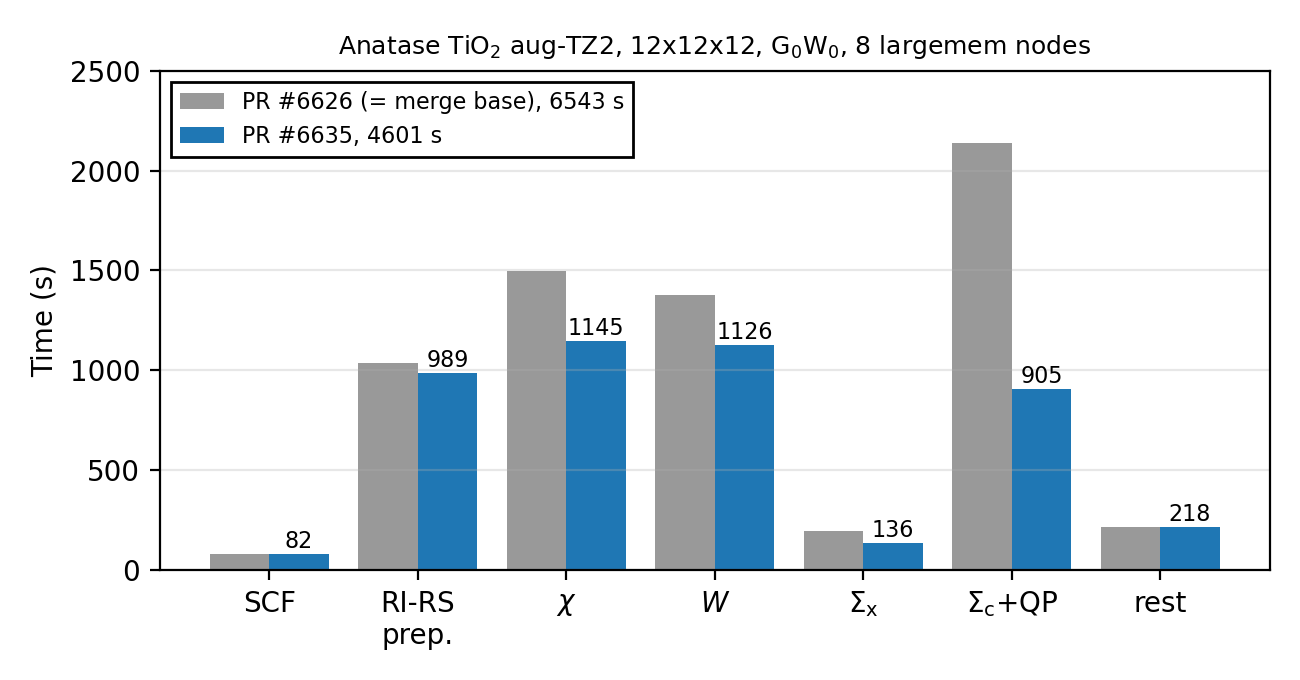 Anatase TiO₂ aug-TZ2, 12x12x12, G₀W₀, 8 largemem nodes
PR #6626 (= merge base), 6543 s
PR #6635, 4601 s
Time (s)
2500
2000
1500
1000
500
0
82
989
1145
1126
136
905
218
SCF
RI-RS
prep.
χ
W
Σₓ
Σc+QP
rest